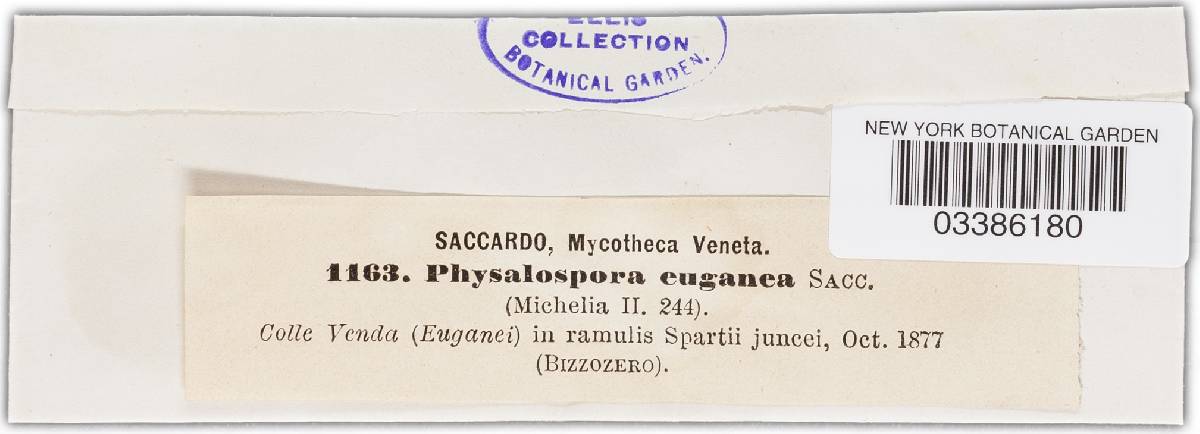 ELLIS
COLLECTION
BOTANICAL GARDEN.
NEW YORK BOTANICAL GARDEN
03386180
SACCARDO, Mycotheca Veneta.
1163. Physalospora euganea SACC.
(Michelia II. 244).
Colle Venda (Euganei) in ramulis Spartii juncei, Oct. 1877
(BIZZOZERO).